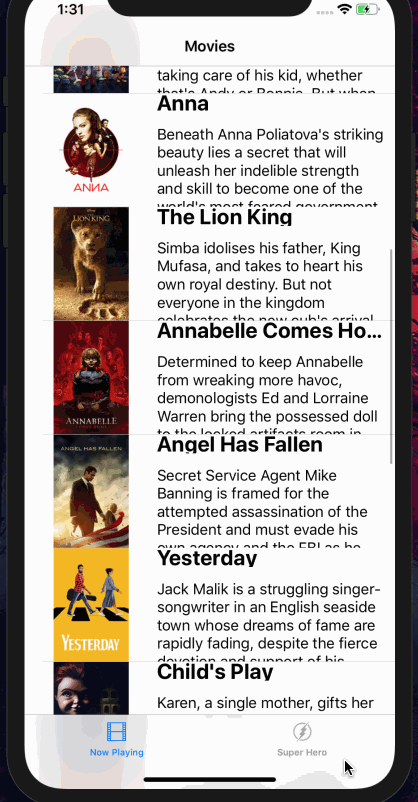 1:31
Movies
taking care of his kid, whether
that's Andy or Bonnie. But when
Anna
Beneath Anna Poliatova's striking
beauty lies a secret that will
unleash her indelible strength
and skill to become one of the
world's most feared government
ANNA
The Lion King
Simba idolises his father, King
Mufasa, and takes to heart his
own royal destiny. But not
everyone in the kingdom
celebrates the new cub's arrival.
THE
LION KING
Annabelle Comes Ho...
Determined to keep Annabelle
from wreaking more havoc,
demonologists Ed and Lorraine
Warren bring the possessed doll
to the locked artifacts room in
ANNABELLE
Angel Has Fallen
Secret Service Agent Mike
Banning is framed for the
attempted assassination of the
President and must evade his
own agency and the FBI as he
ANGEL HAS FALLEN
Yesterday
Jack Malik is a struggling singer-
songwriter in an English seaside
town whose dreams of fame are
rapidly fading, despite the fierce
devotion and support of his
YESTERDAY
Child's Play
Karen, a single mother, gifts her
Now Playing
Super Hero